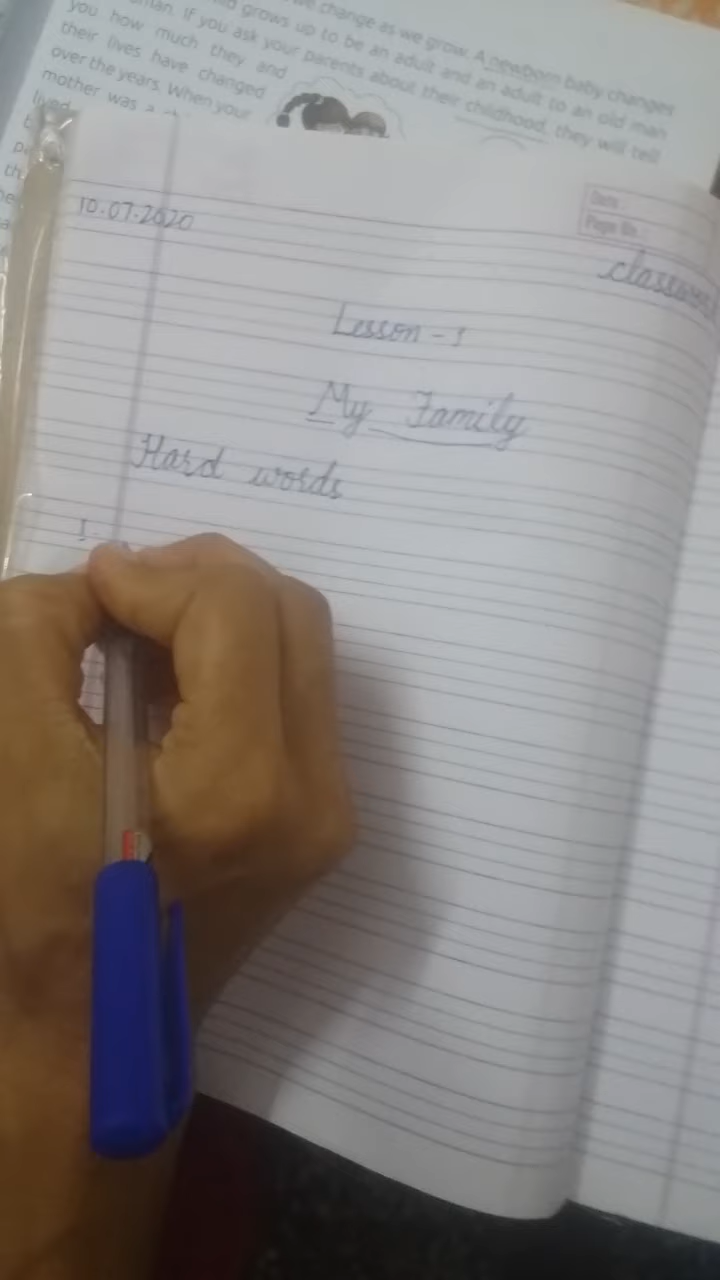 we change as we grow. A newborn baby changes
grows up to be an adult and an adult to an old man
man. If you ask your parents about their childhood, they will tell
you how much they and
their lives have changed
over the years. When your
mother was a
lived
10.07.2020
Date :
Page No.
Lesson - 1
My Family
Hard words
1